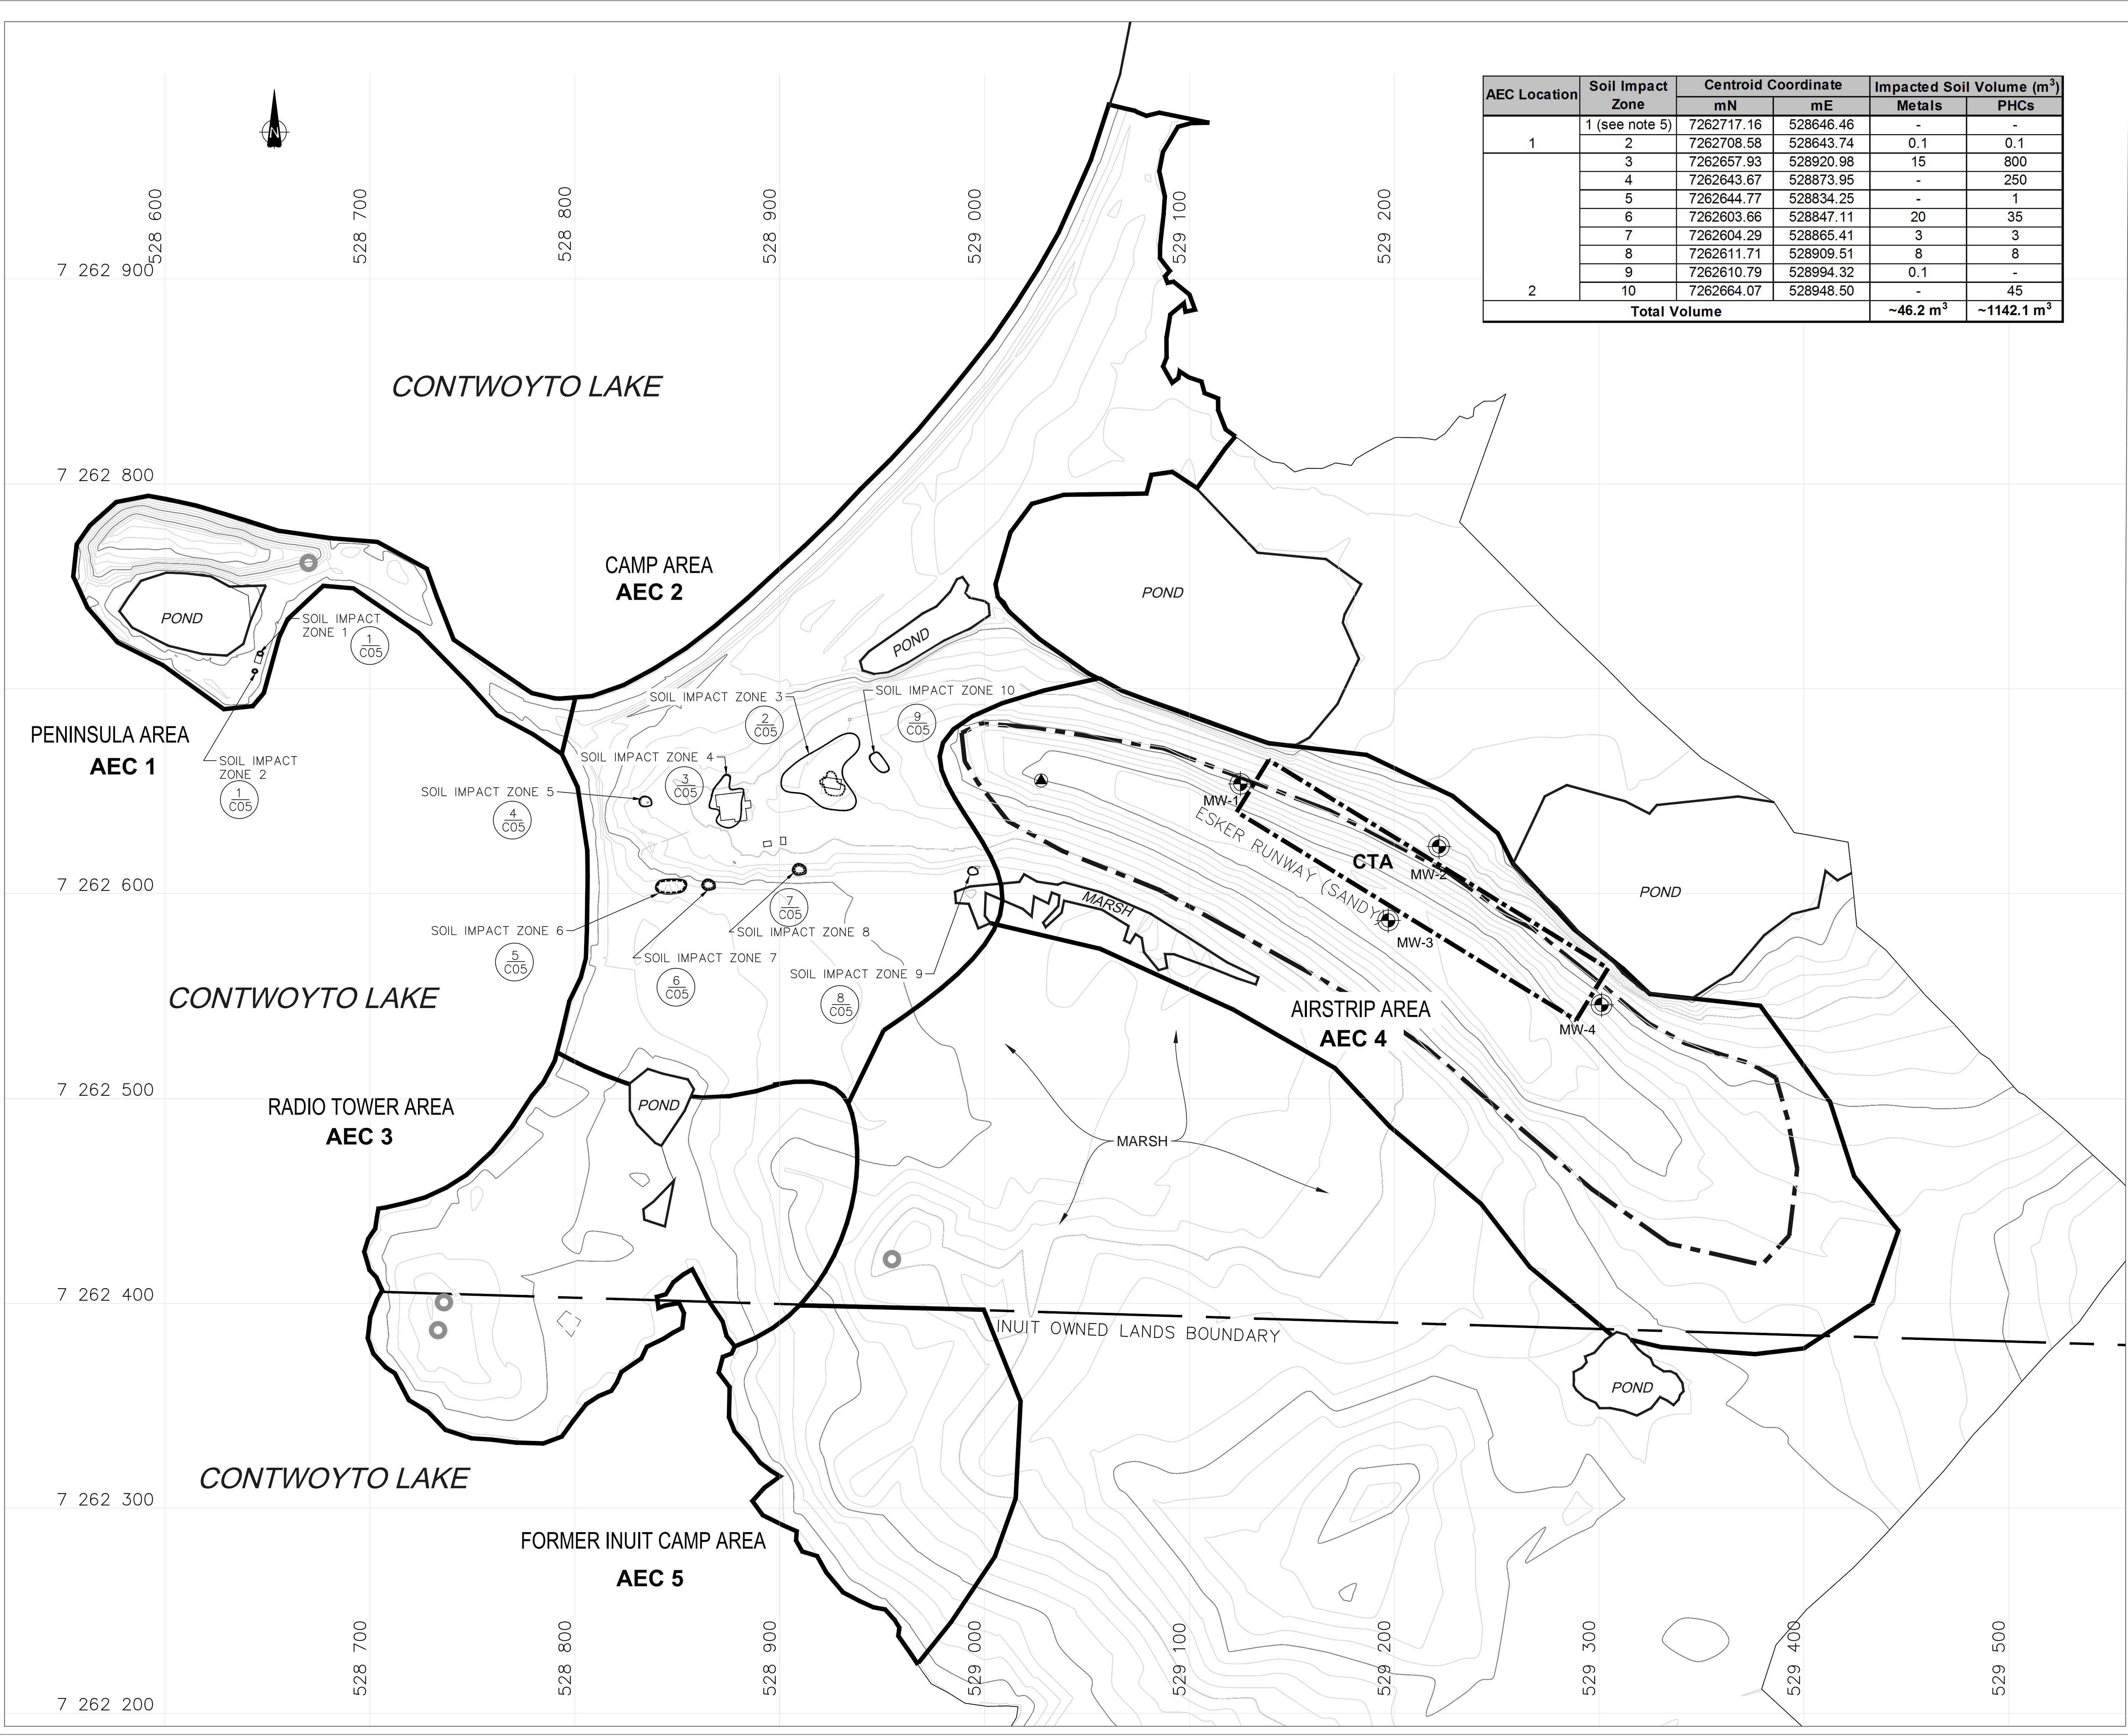 AEC Location Soil Impact Zone Centroid Coordinate Impacted Soil Volume (m³)
mN mE Metals PHCs
1 (see note 5) 7262717.16 528646.46 - -
1 2 7262708.58 528643.74 0.1 0.1
3 7262657.93 528920.98 15 800
4 7262643.67 528873.95 - 250
5 7262644.77 528834.25 - 1
6 7262603.66 528847.11 20 35
7 7262604.29 528865.41 3 3
8 7262611.71 528909.51 8 8
9 7262610.79 528994.32 0.1 -
2 10 7262664.07 528948.50 - 45
Total Volume ~46.2 m³ ~1142.1 m³
N
528 600
528 700
528 800
528 900
529 000
529 100
529 200
7 262 900
CONTWOYTO LAKE
7 262 800
CAMP AREA
AEC 2
POND
POND
POND
SOIL IMPACT
ZONE 1
1
C05
PENINSULA AREA
AEC 1
SOIL IMPACT
ZONE 2
1
C05
SOIL IMPACT ZONE 3
2
C05
SOIL IMPACT ZONE 10
9
C05
SOIL IMPACT ZONE 4
3
C05
SOIL IMPACT ZONE 5
4
C05
MW-1
ESKER RUNWAY (SANDY)
CTA
MW-2
MW-3
MW-4
POND
7 262 600
MARSH
7
C05
SOIL IMPACT ZONE 6
5
C05
SOIL IMPACT ZONE 8
SOIL IMPACT ZONE 7
6
C05
SOIL IMPACT ZONE 9
8
C05
CONTWOYTO LAKE
AIRSTRIP AREA
AEC 4
7 262 500
RADIO TOWER AREA
AEC 3
POND
MARSH
7 262 400
INUIT OWNED LANDS BOUNDARY
POND
CONTWOYTO LAKE
7 262 300
FORMER INUIT CAMP AREA
AEC 5
528 700
528 800
528 900
529 000
529 100
529 200
529 300
529 400
529 500
7 262 200